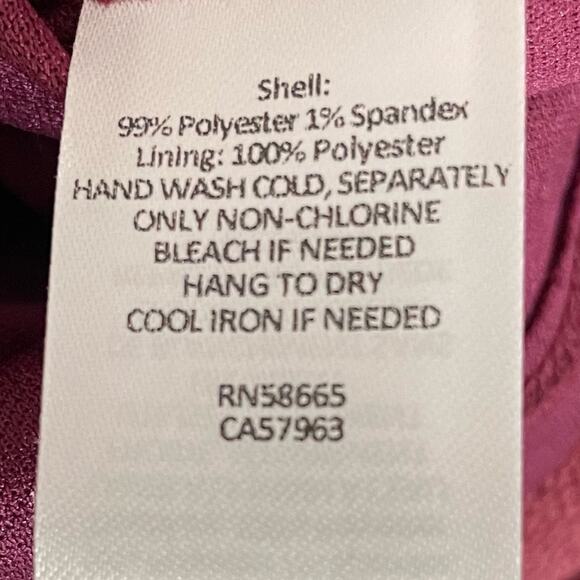 Shell:
99% Polyester 1% Spandex
Lining: 100% Polyester
HAND WASH COLD, SEPARATELY
ONLY NON-CHLORINE
BLEACH IF NEEDED
HANG TO DRY
COOL IRON IF NEEDED
RN58665
CA57963